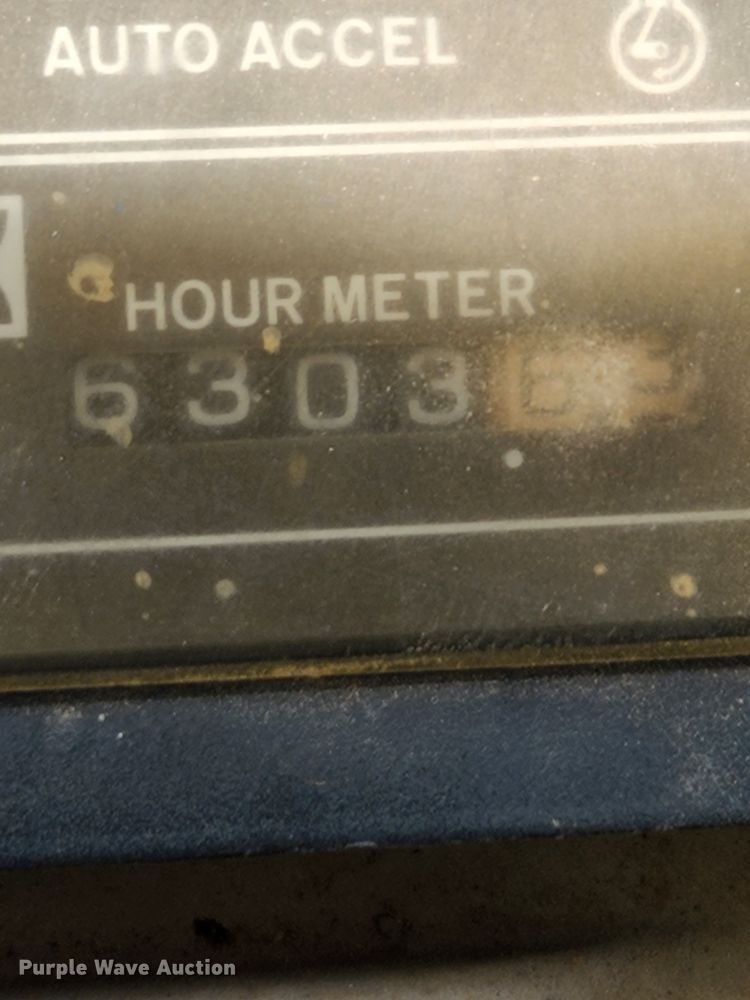 AUTO ACCEL
HOUR METER
6303
Purple Wave Auction